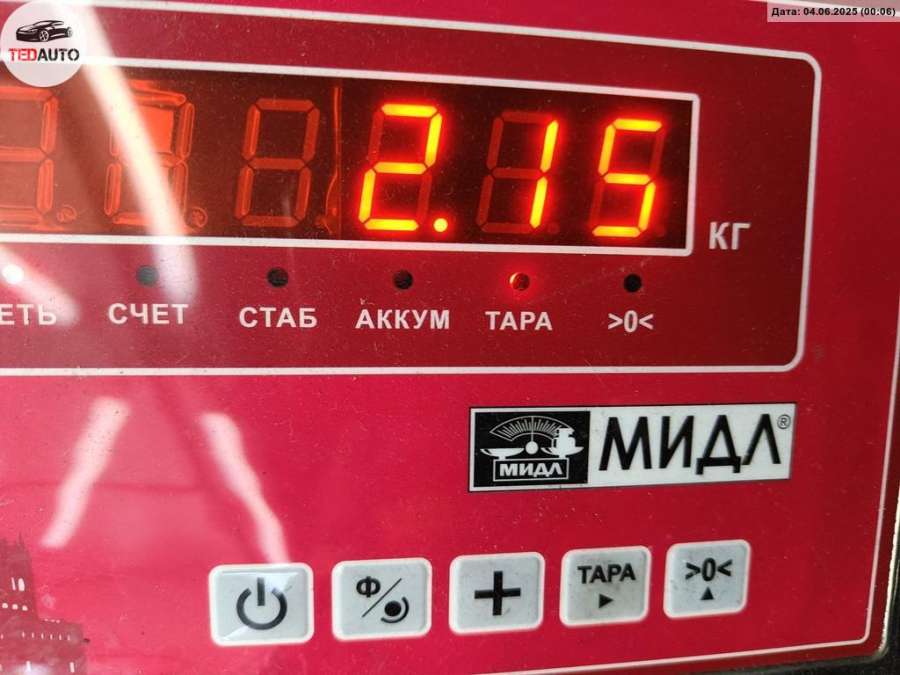 Дата: 04.06.2025 (00:06)
TEDAUTO
2.15
КГ
ЕТЬ СЧЕТ СТАБ АККУМ ТАРА >0<
МИДЛ МИДЛ®
Ф ТАРА >0<